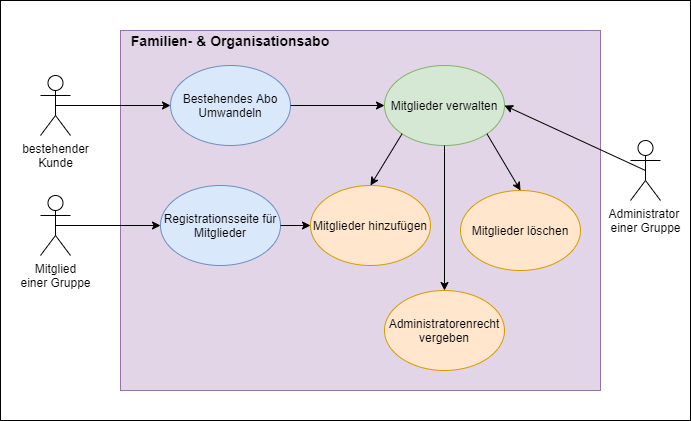 Familien- & Organisationsabo
Bestehendes Abo
Umwandeln
Mitglieder verwalten
bestehender
Kunde
Administrator
einer Gruppe
Registrationsseite für
Mitglieder
Mitglieder hinzufügen
Mitglieder löschen
Mitglied
einer Gruppe
Administratorenrecht
vergeben